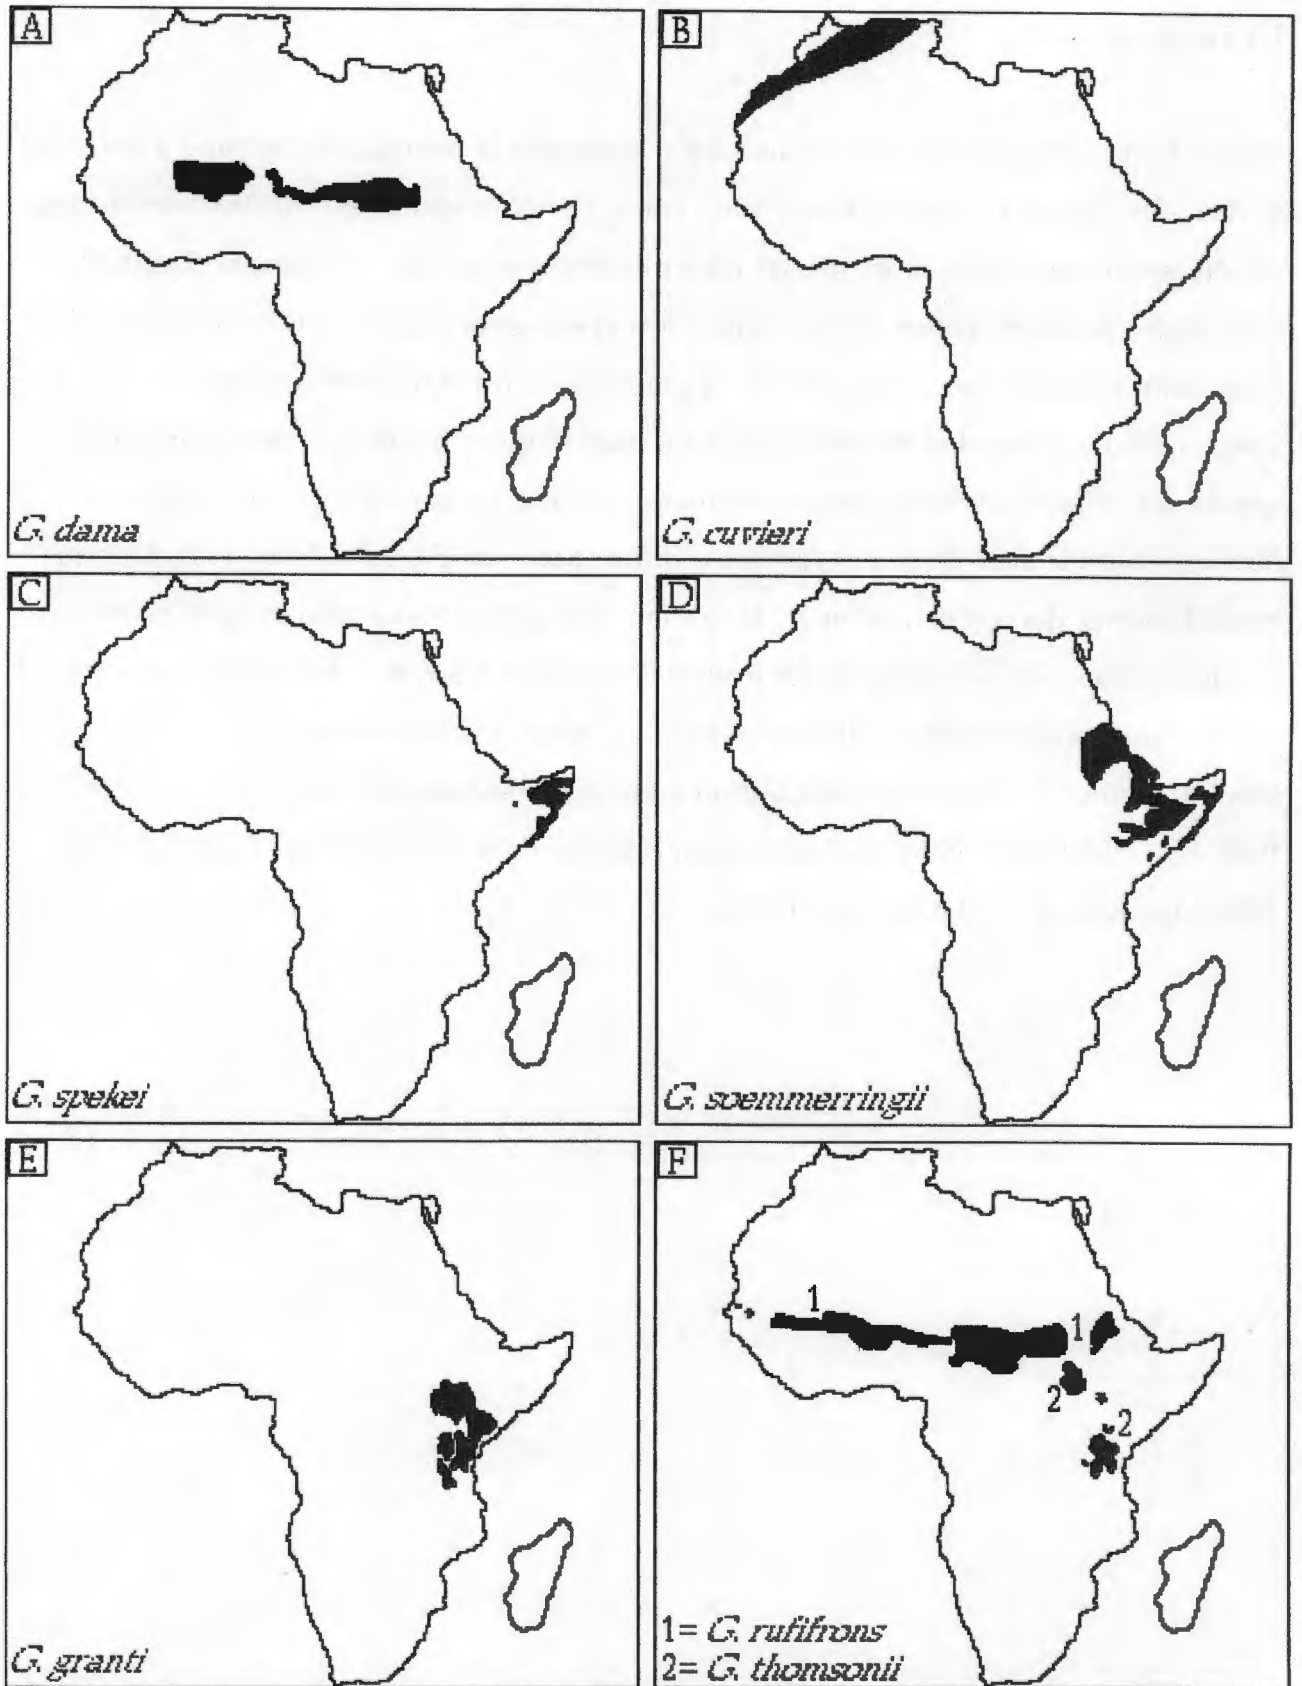 A
G. dama
B
G. cuvieri
C
G. spekei
D
G. soemmerringii
E
G. granti
F
1
1
2
2
1= G. rufifrons
2= G. thomsonii